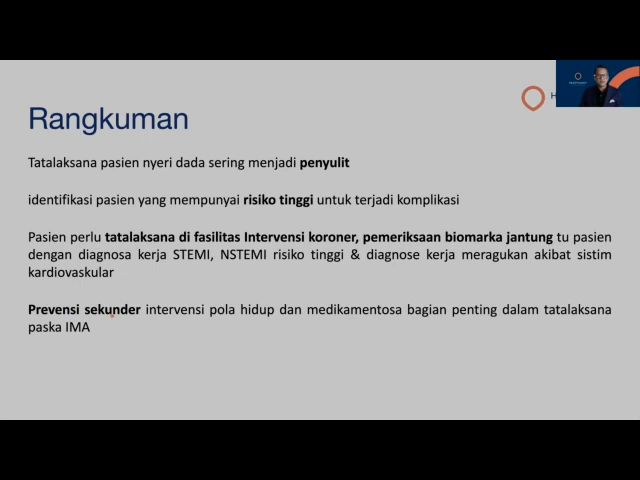 Rangkuman
Tatalaksana pasien nyeri dada sering menjadi penyulit
identifikasi pasien yang mempunyai risiko tinggi untuk terjadi komplikasi
Pasien perlu tatalaksana di fasilitas Intervensi koroner, pemeriksaan biomarka jantung tu pasien
dengan diagnosa kerja STEMI, NSTEMI risiko tinggi & diagnose kerja meragukan akibat sistim
kardiovaskular
Prevensi sekunder intervensi pola hidup dan medikamentosa bagian penting dalam tatalaksana
paska IMA